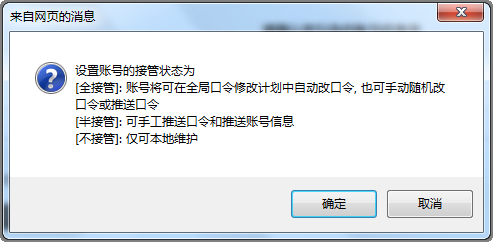 来自网页的消息
设置账号的接管状态为
[全接管]: 账号将可在全局口令修改计划中自动改口令, 也可手动随机改
口令或推送口令
[半接管]: 可手工推送口令和推送账号信息
[不接管]: 仅可本地维护
确定
取消